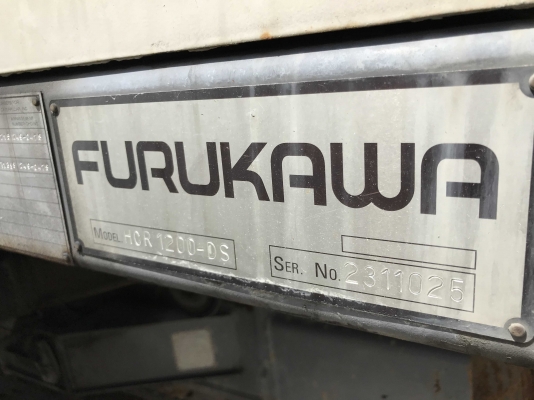 FURUKAWA
MODEL HCR 1200-DS
SER. No. 2311025